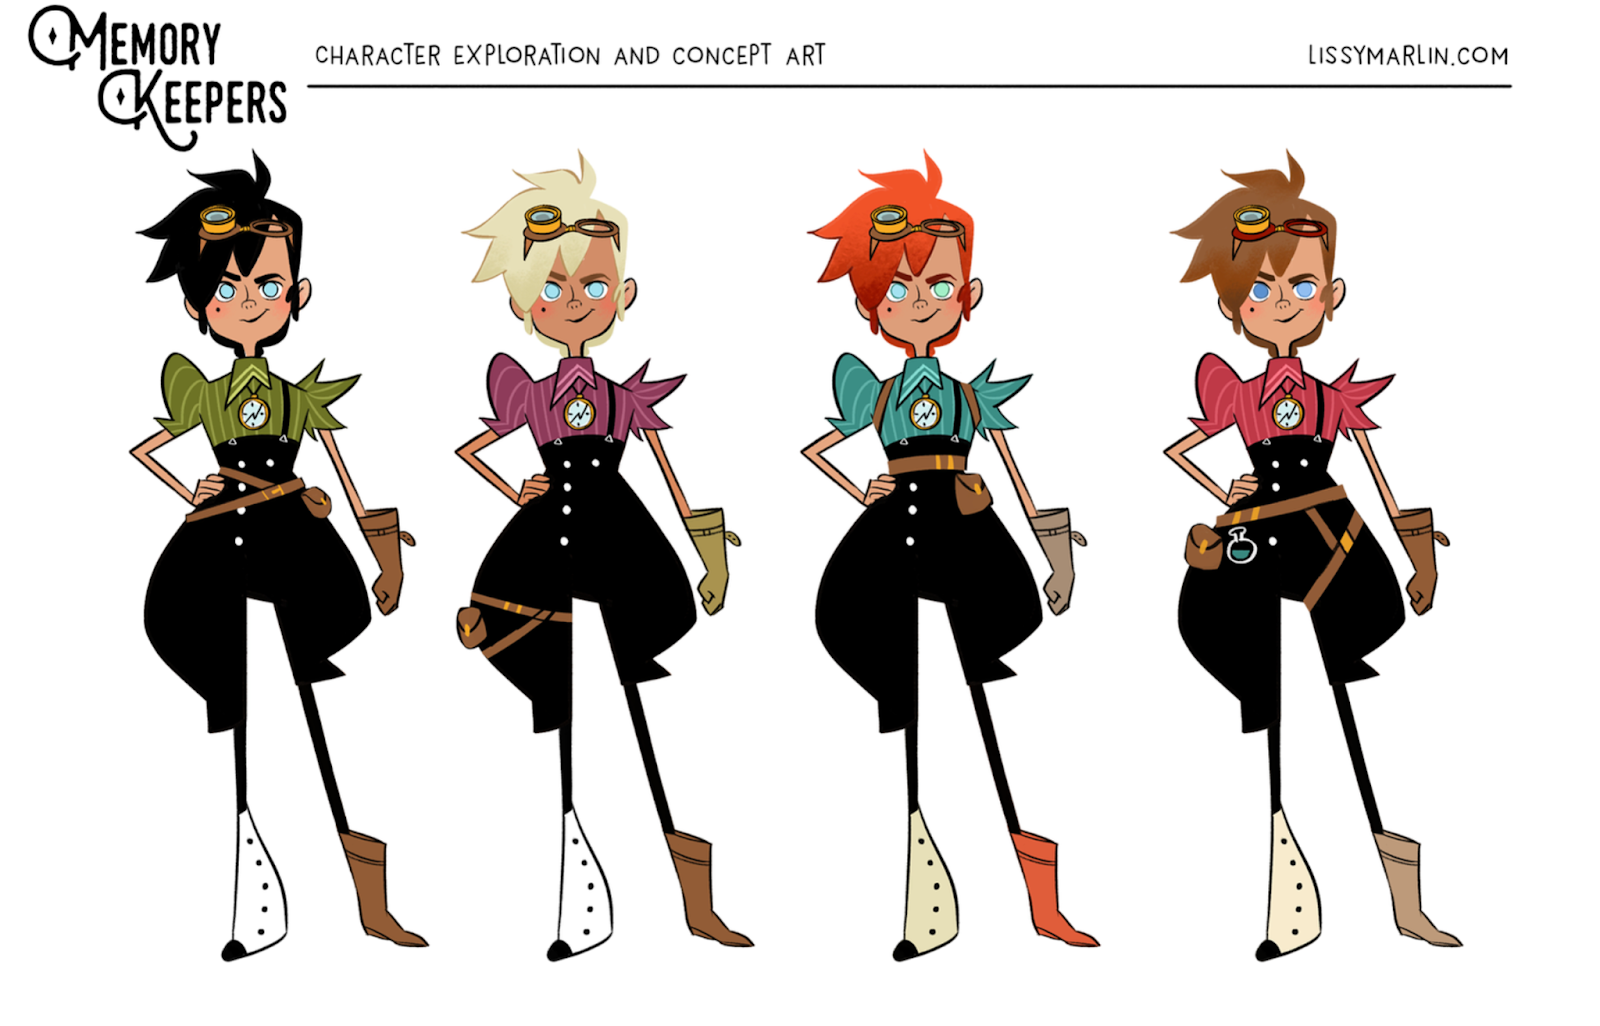 MEMORY
KEEPERS
CHARACTER EXPLORATION AND CONCEPT ART
LISSYMARLIN.COM